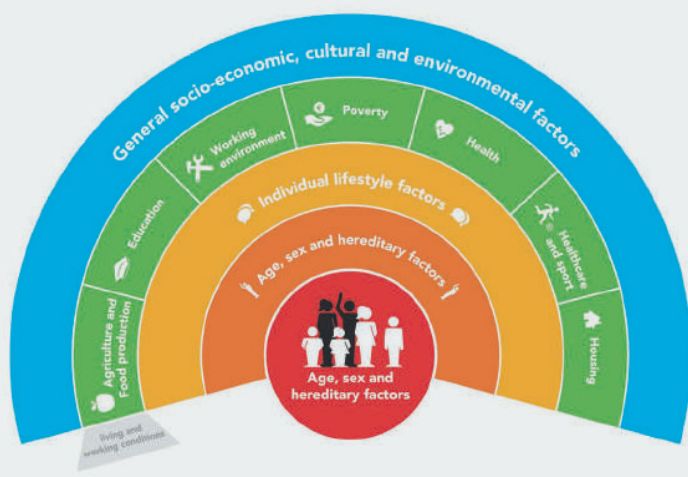 General socio-economic, cultural and environmental factors
Agriculture and
Food production
Education
Working
environment
Poverty
Health
Healthcare
and sport
Housing
Individual lifestyle factors
Age, sex and hereditary factors
Age, sex and
hereditary factors
living and
working conditions